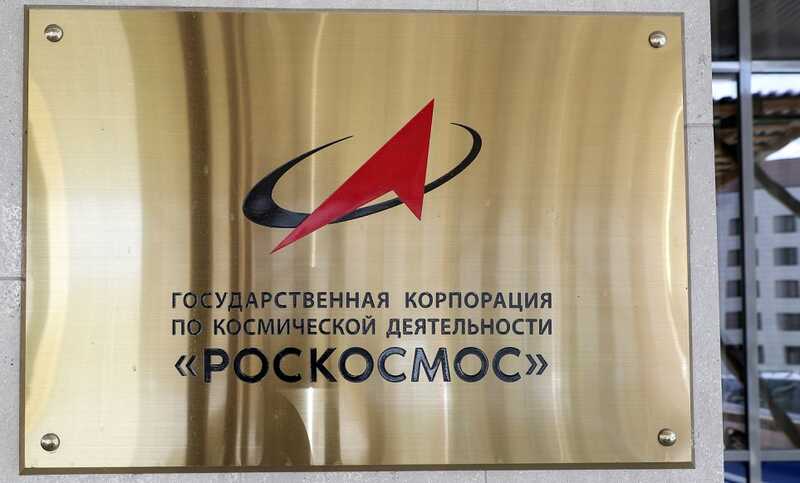 ГОСУДАРСТВЕННАЯ КОРПОРАЦИЯ
ПО КОСМИЧЕСКОЙ ДЕЯТЕЛЬНОСТИ
«РОСКОСМОС»